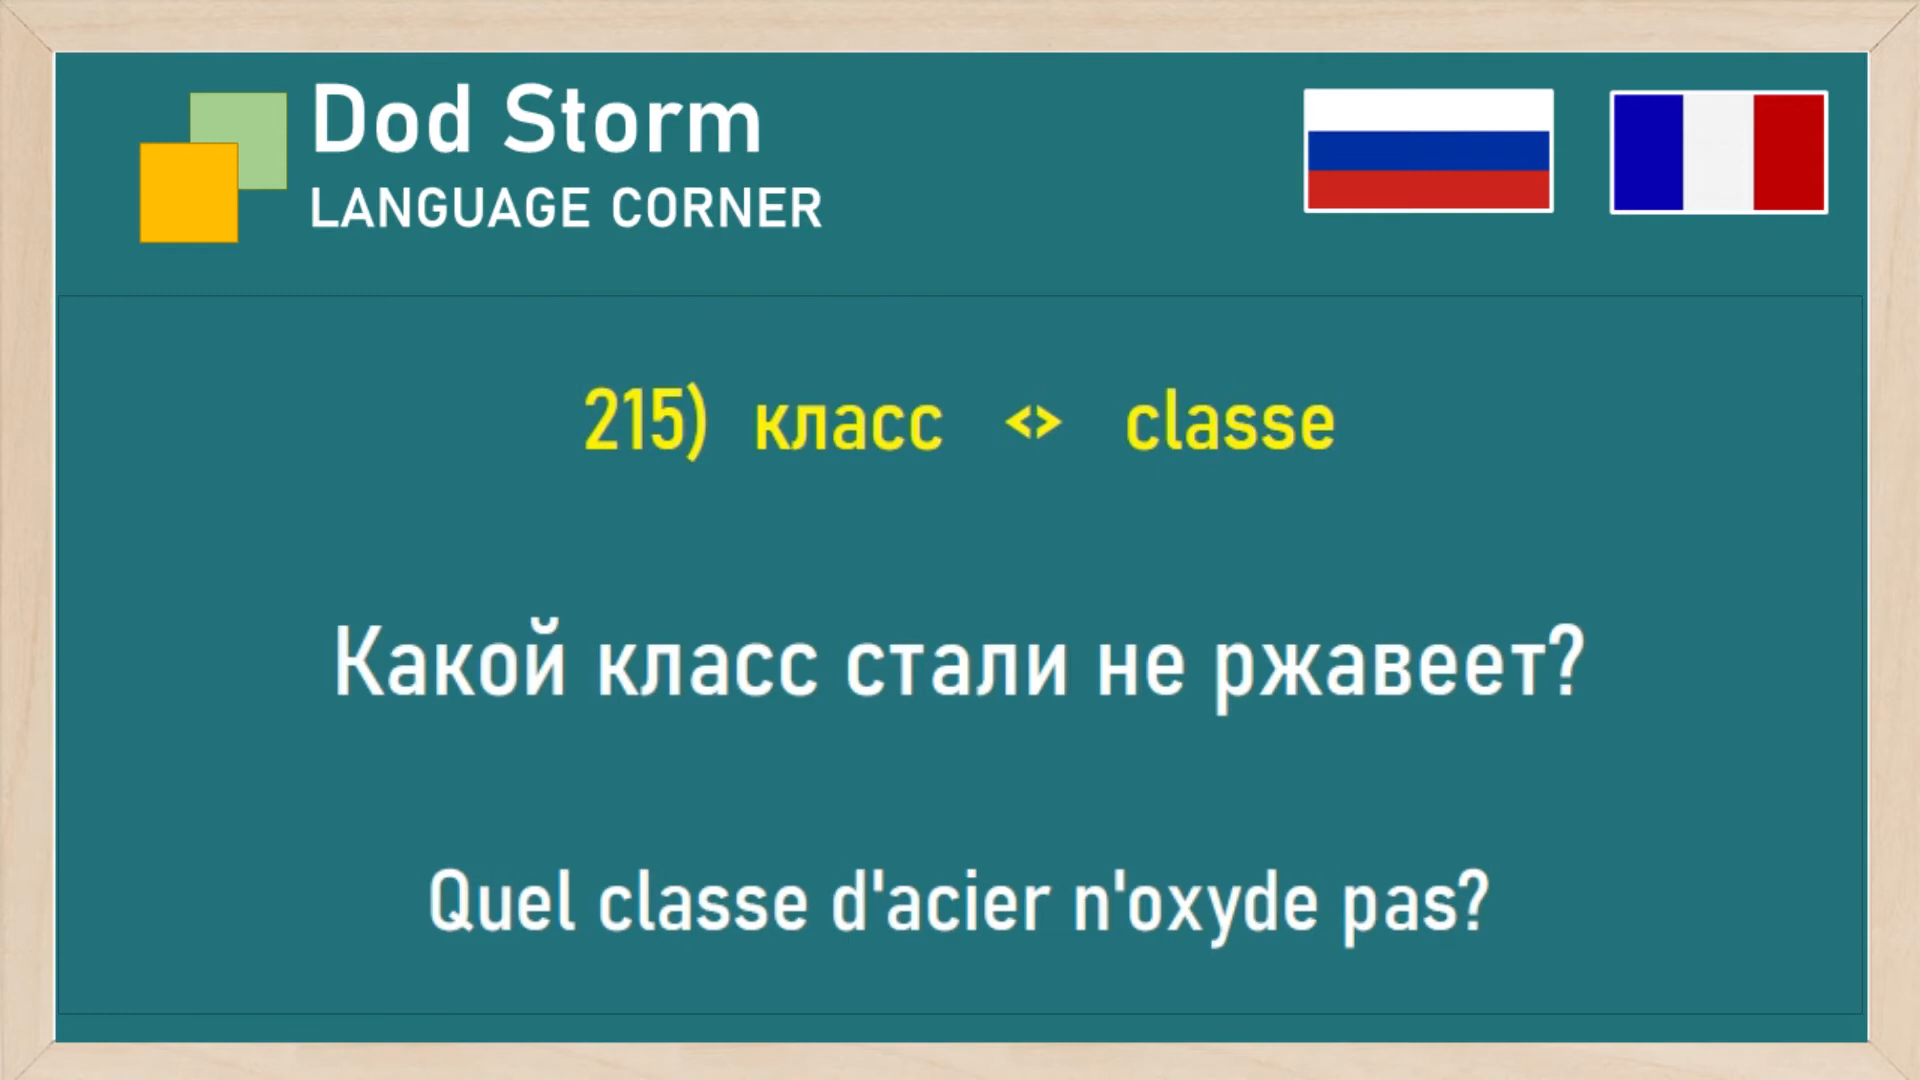 Dod Storm
LANGUAGE CORNER
215) класс <> classe
Какой класс стали не ржавеет?
Quel classe d'acier n'oxyde pas?